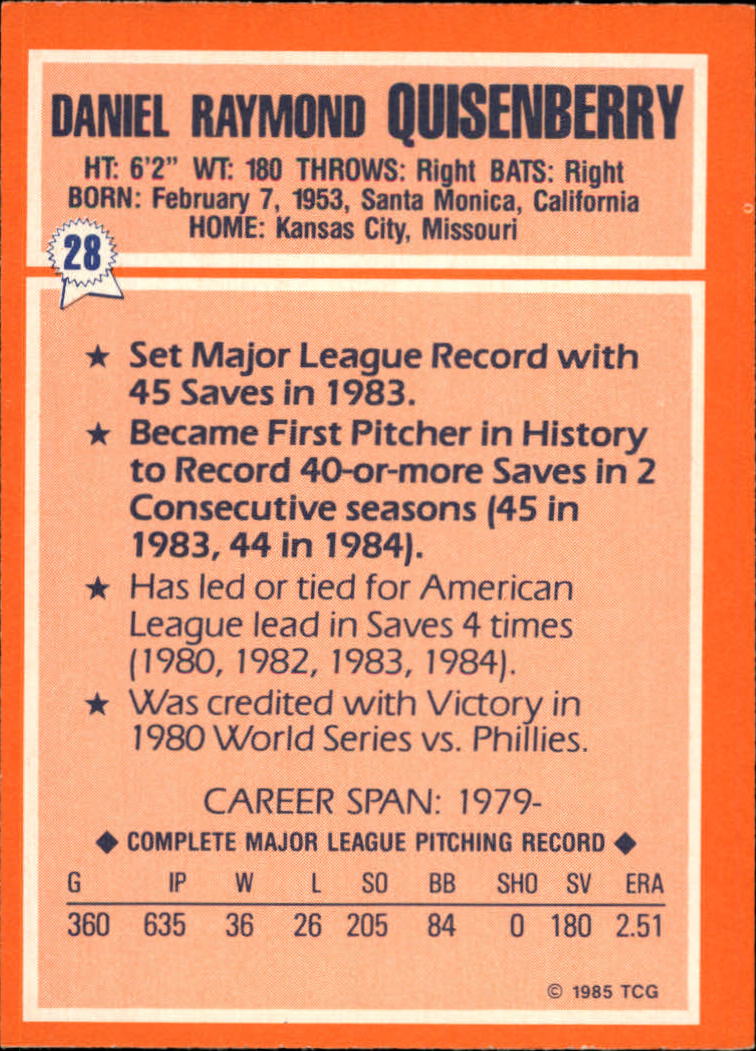 DANIEL RAYMOND QUISENBERRY
HT: 6'2" WT: 180 THROWS: Right BATS: Right
BORN: February 7, 1953, Santa Monica, California
HOME: Kansas City, Missouri
28
★ Set Major League Record with
45 Saves in 1983.
★ Became First Pitcher in History
to Record 40-or-more Saves in 2
Consecutive seasons (45 in
1983, 44 in 1984).
★ Has led or tied for American
League lead in Saves 4 times
(1980, 1982, 1983, 1984).
★ Was credited with Victory in
1980 World Series vs. Phillies.
CAREER SPAN: 1979-
◆ COMPLETE MAJOR LEAGUE PITCHING RECORD ◆
G IP W L SO BB SHO SV ERA
360 635 36 26 205 84 0 180 2.51
© 1985 TCG